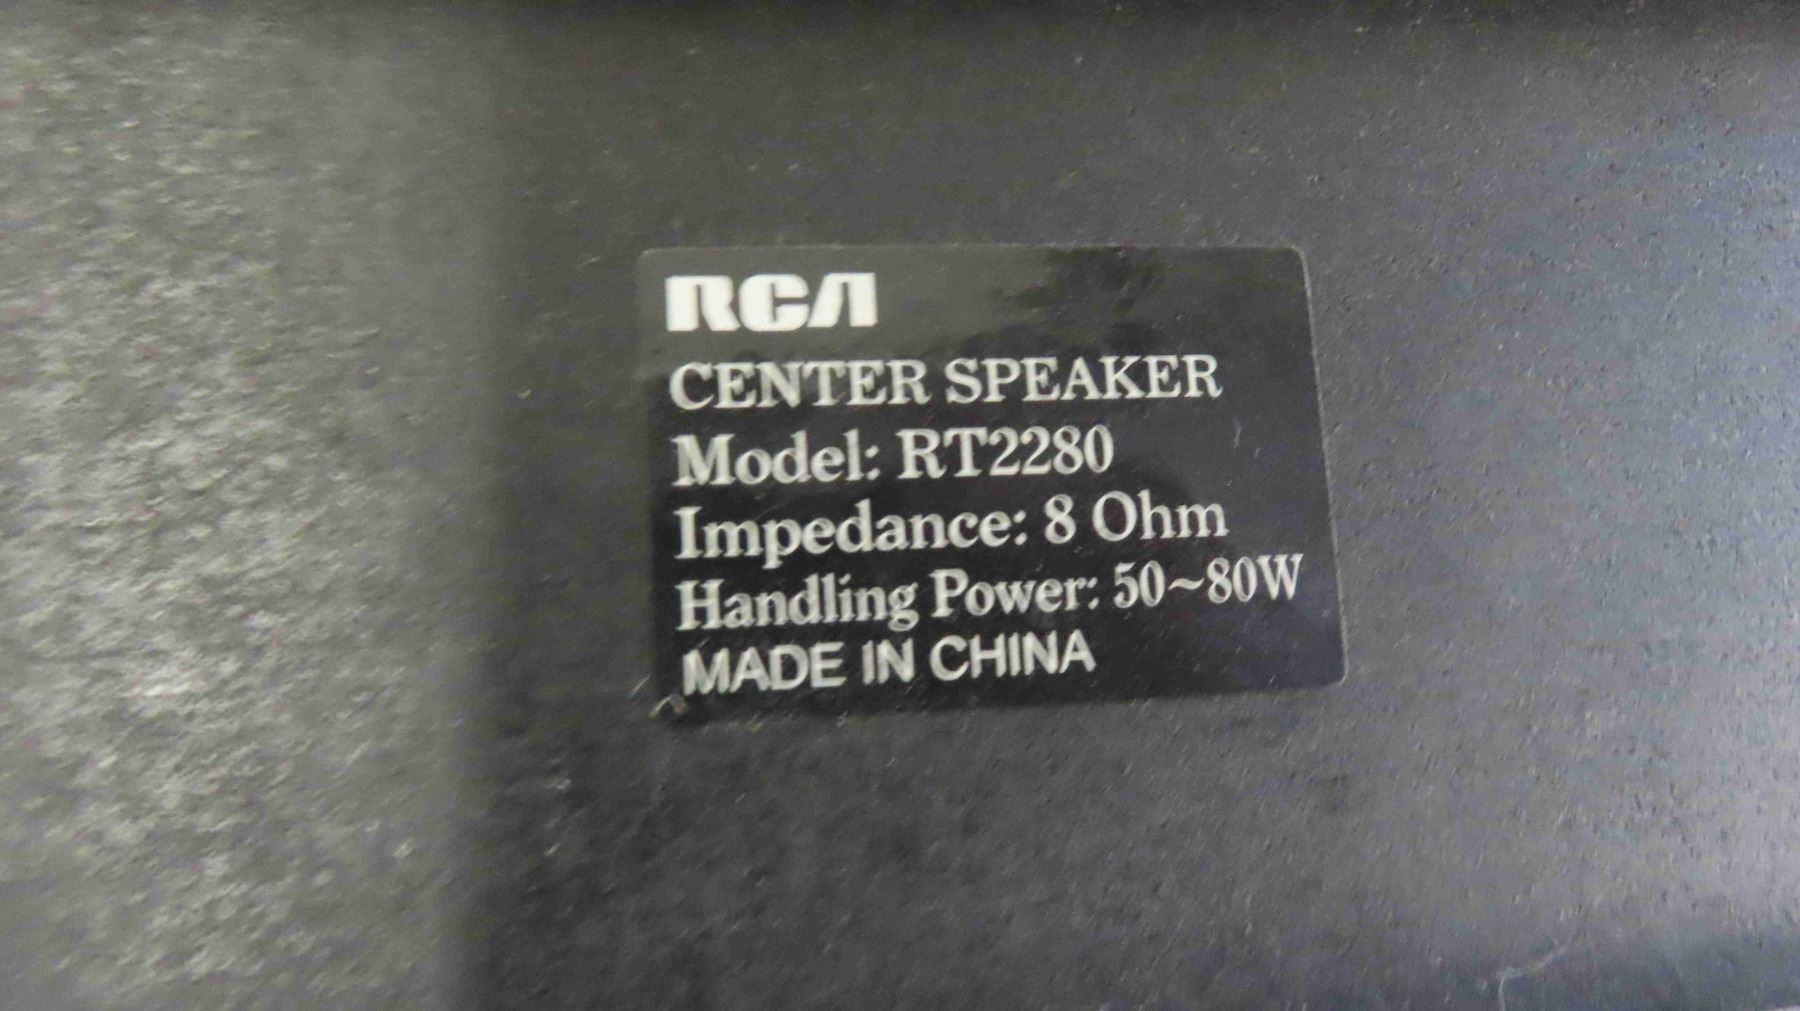 RCA
CENTER SPEAKER
Model: RT2280
Impedance: 8 Ohm
Handling Power: 50~80W
MADE IN CHINA